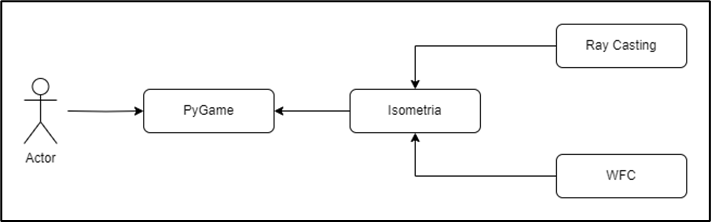 Ray Casting
PyGame
Isometria
Actor
WFC